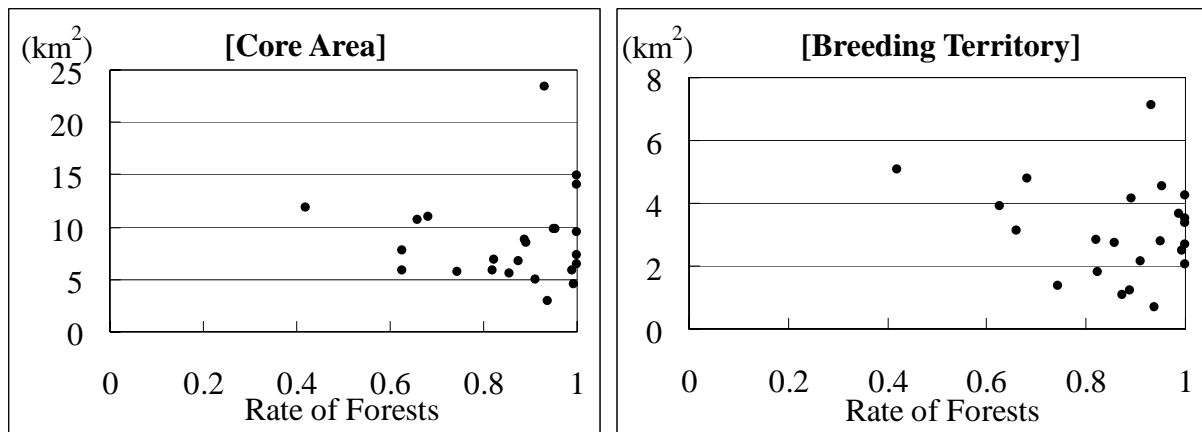 (km²) [Core Area]
25
20
15
10
5
0
0 0.2 0.4 0.6 0.8 1
Rate of Forests
(km²) [Breeding Territory]
8
6
4
2
0
0 0.2 0.4 0.6 0.8 1
Rate of Forests